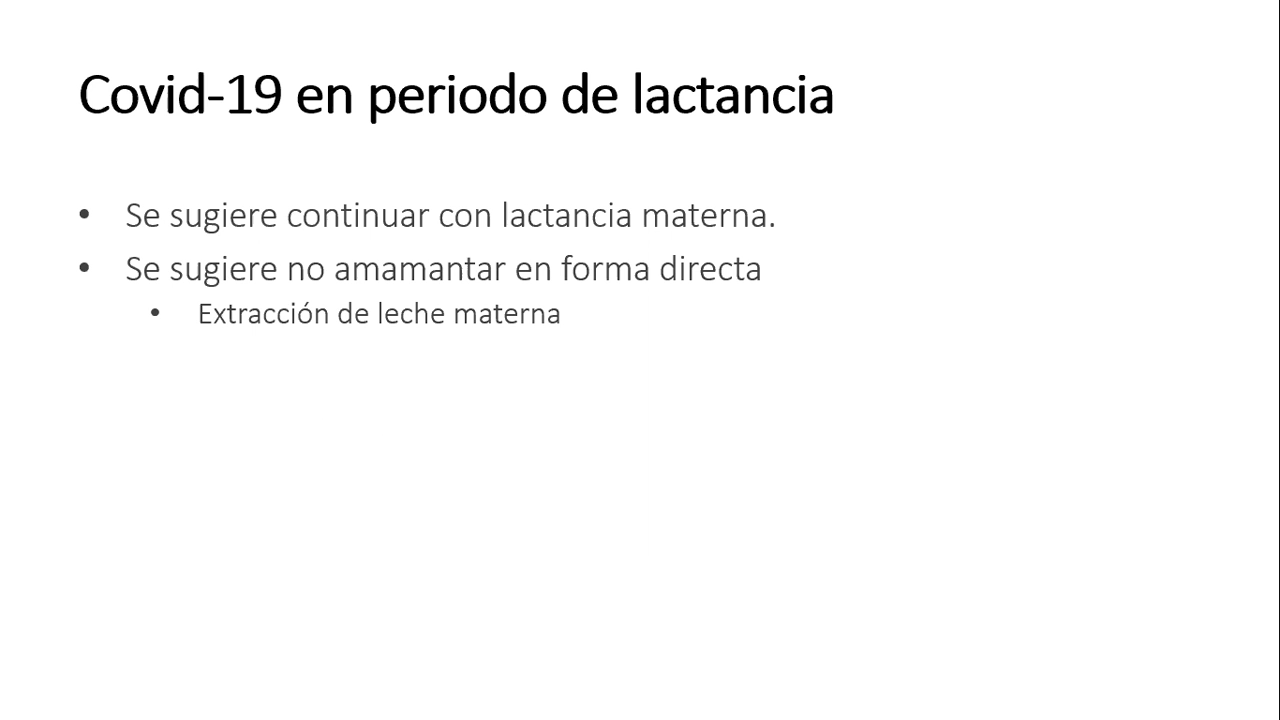 Covid-19 en periodo de lactancia
• Se sugiere continuar con lactancia materna.
• Se sugiere no amamantar en forma directa
• Extracción de leche materna